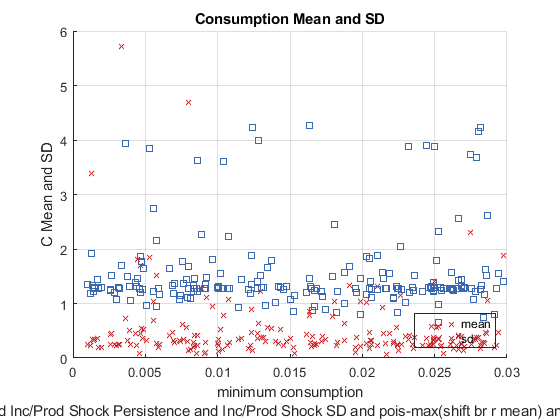 Consumption Mean and SD
C Mean and SD
6
5
4
3
2
1
0
0
0.005
0.01
0.015
0.02
0.025
0.03
mean
sd
minimum consumption
d Inc/Prod Shock Persistence and Inc/Prod Shock SD and pois-max(shift br r mean) an